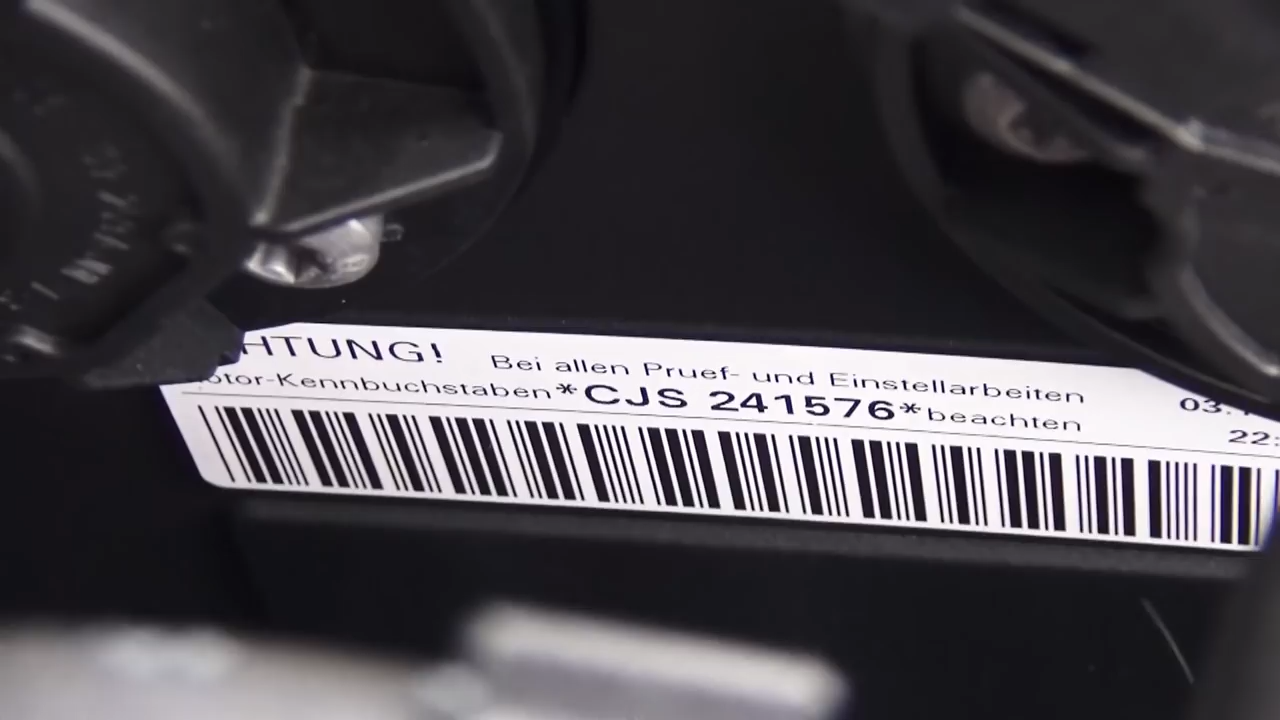 HTUNG! Bei allen Pruef- und Einstellarbeiten
otor-Kennbuchstaben*CJS 241576*beachten
03.
22: